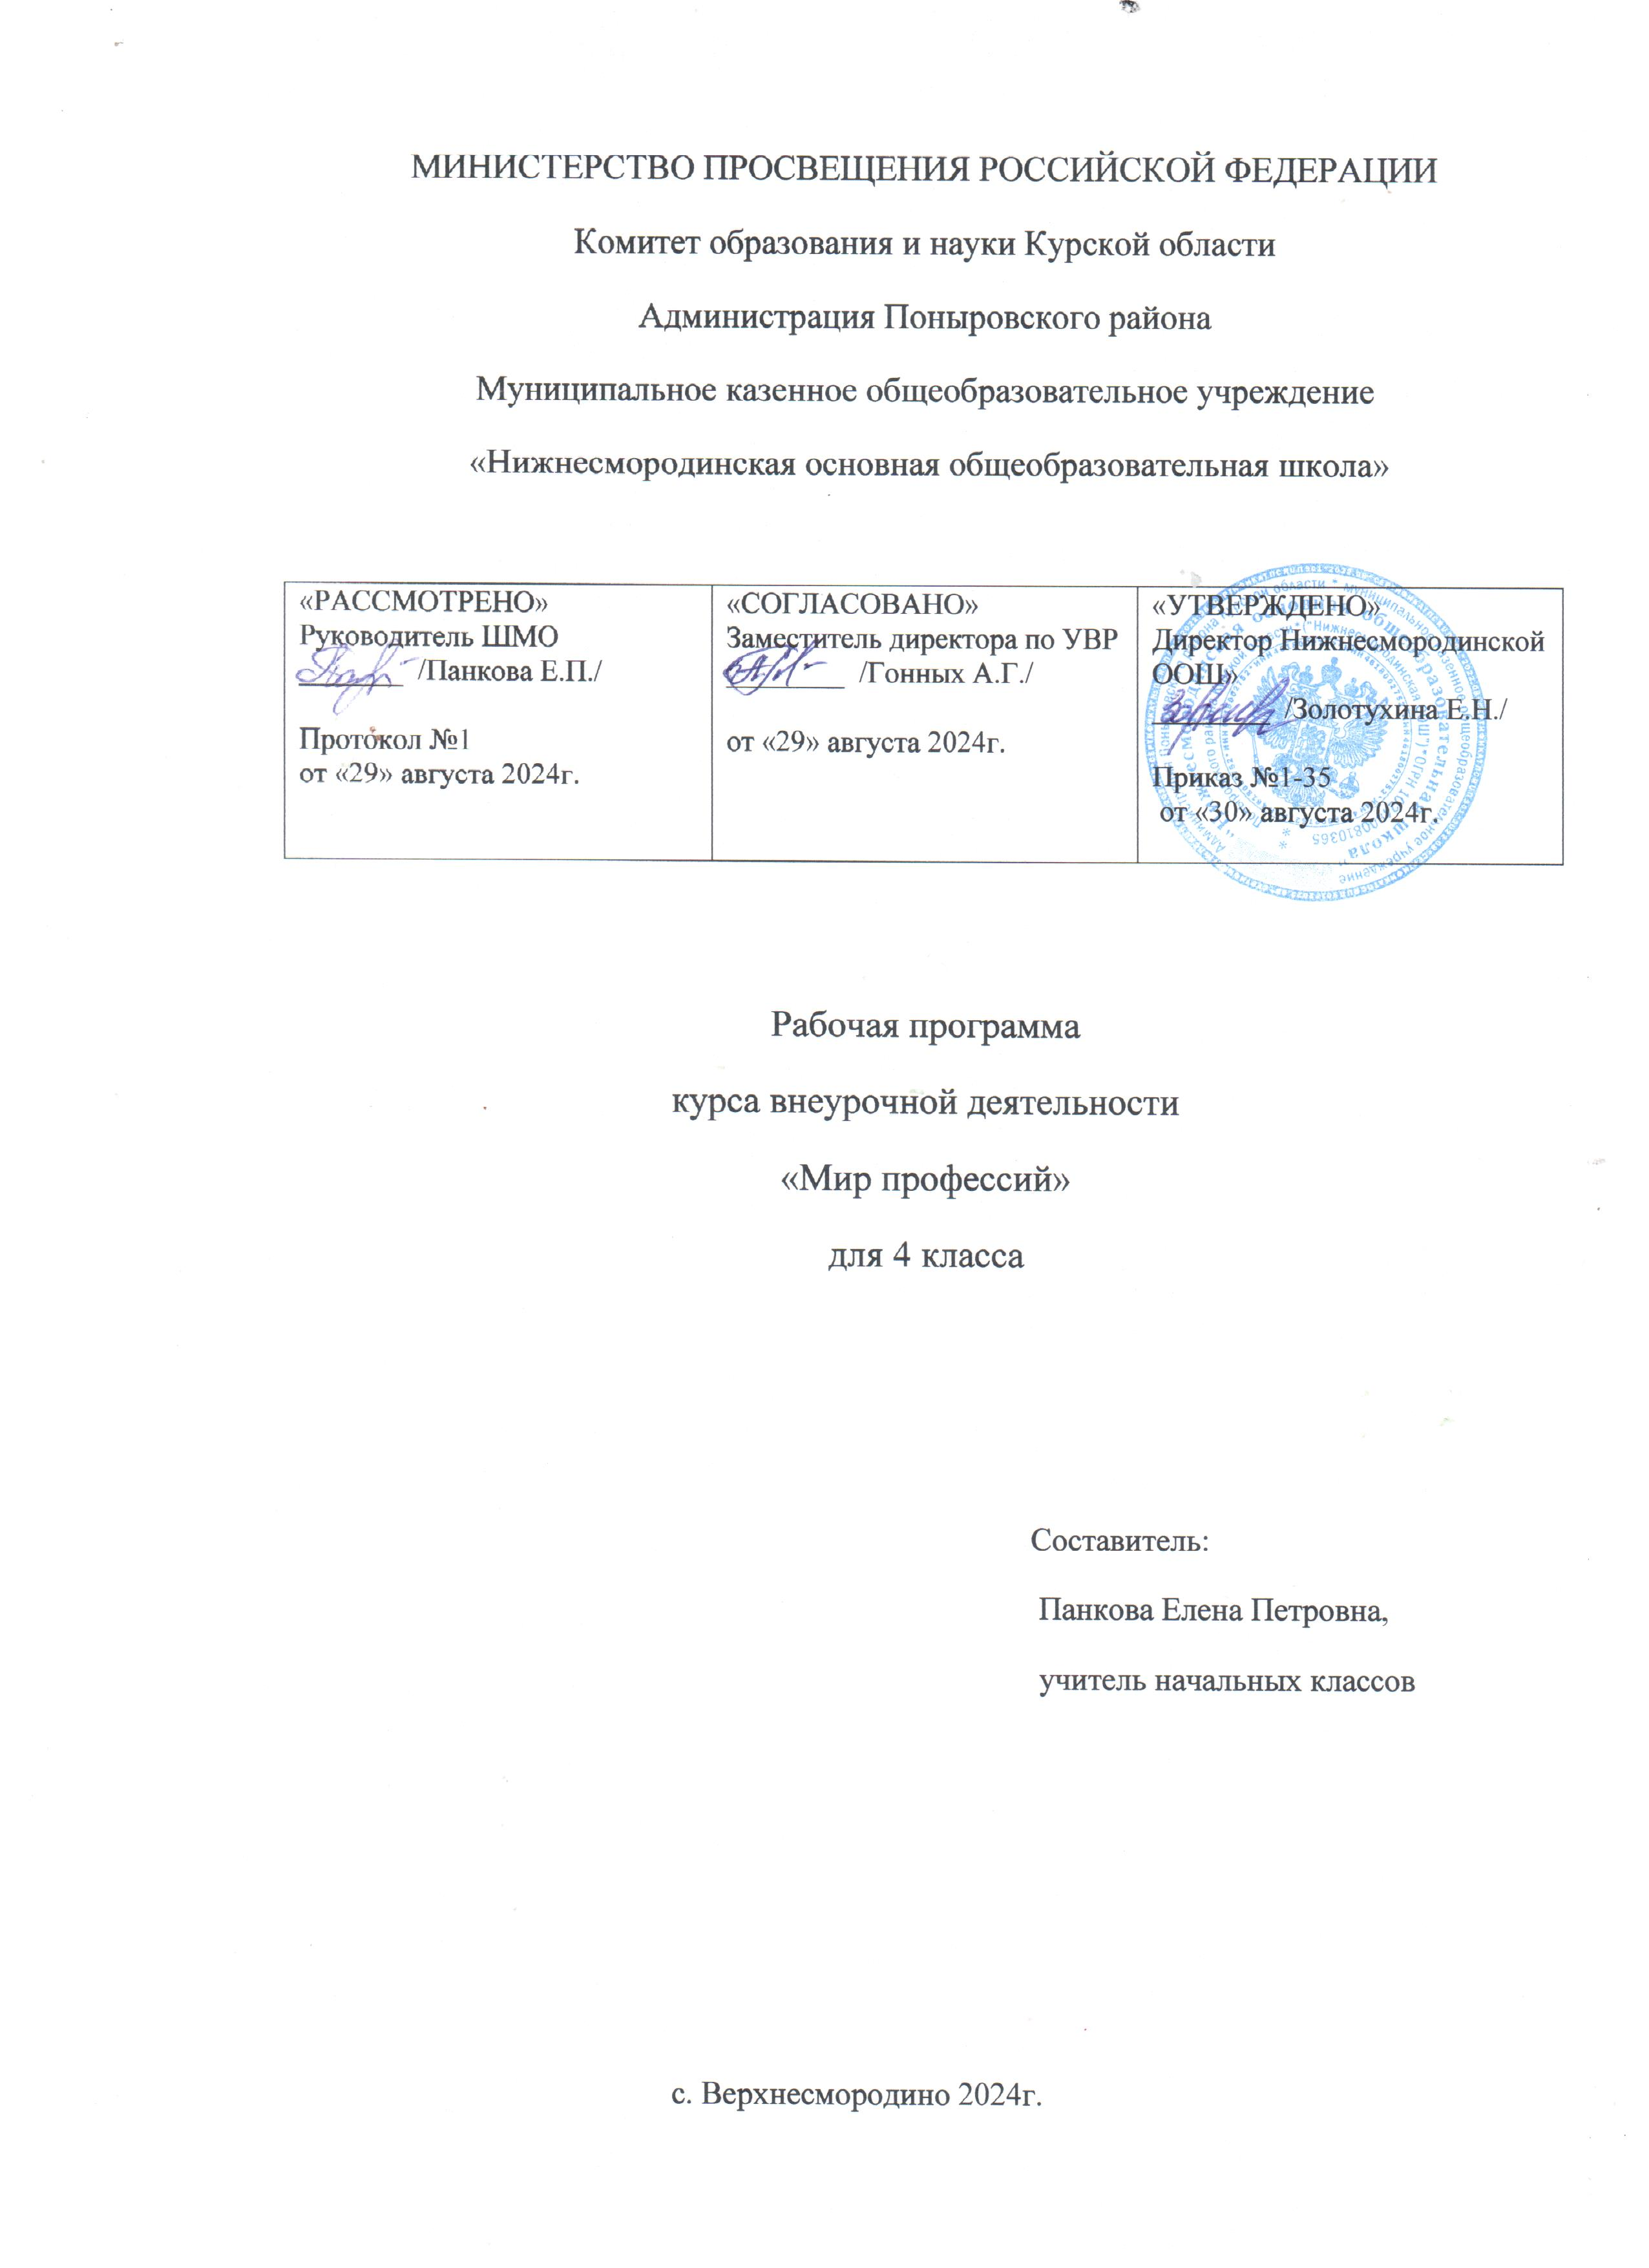 МИНИСТЕРСТВО ПРОСВЕЩЕНИЯ РОССИЙСКОЙ ФЕДЕРАЦИИ
Комитет образования и науки Курской области
Администрация Поныровского района
Муниципальное казенное общеобразовательное учреждение
«Нижнесмородинская основная общеобразовательная школа»
«РАССМОТРЕНО»
Руководитель ШМО
/Панкова Е.П./
Протокол №1
от «29» августа 2024г.
«СОГЛАСОВАНО»
Заместитель директора по УВР
/Гонных А.Г./
от «29» августа 2024г.
«УТВЕРЖДЕНО»
Директор Нижнесмородинской
ООШ»
/Золотухина Е.Н./
Приказ №1-35
от «30» августа 2024г.
Рабочая программа
курса внеурочной деятельности
«Мир профессий»
для 4 класса
Составитель:
Панкова Елена Петровна,
учитель начальных классов
с. Верхнесмородино 2024г.